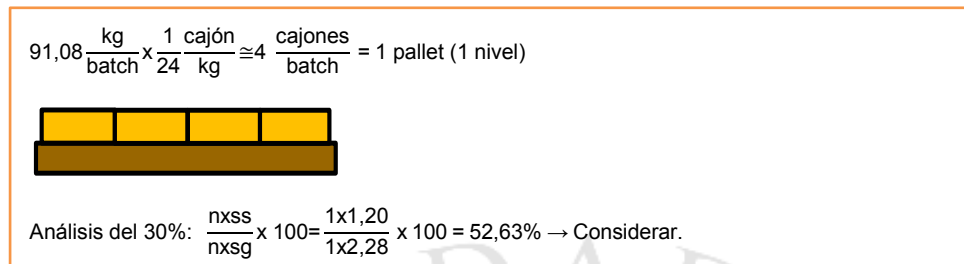 91,08 kg/batch x 1/24 cajón/kg ≅4 cajones/batch = 1 pallet (1 nivel)
Análisis del 30%: nxss/nxsg x 100= 1x1,20/1x2,28 x 100 = 52,63% → Considerar.